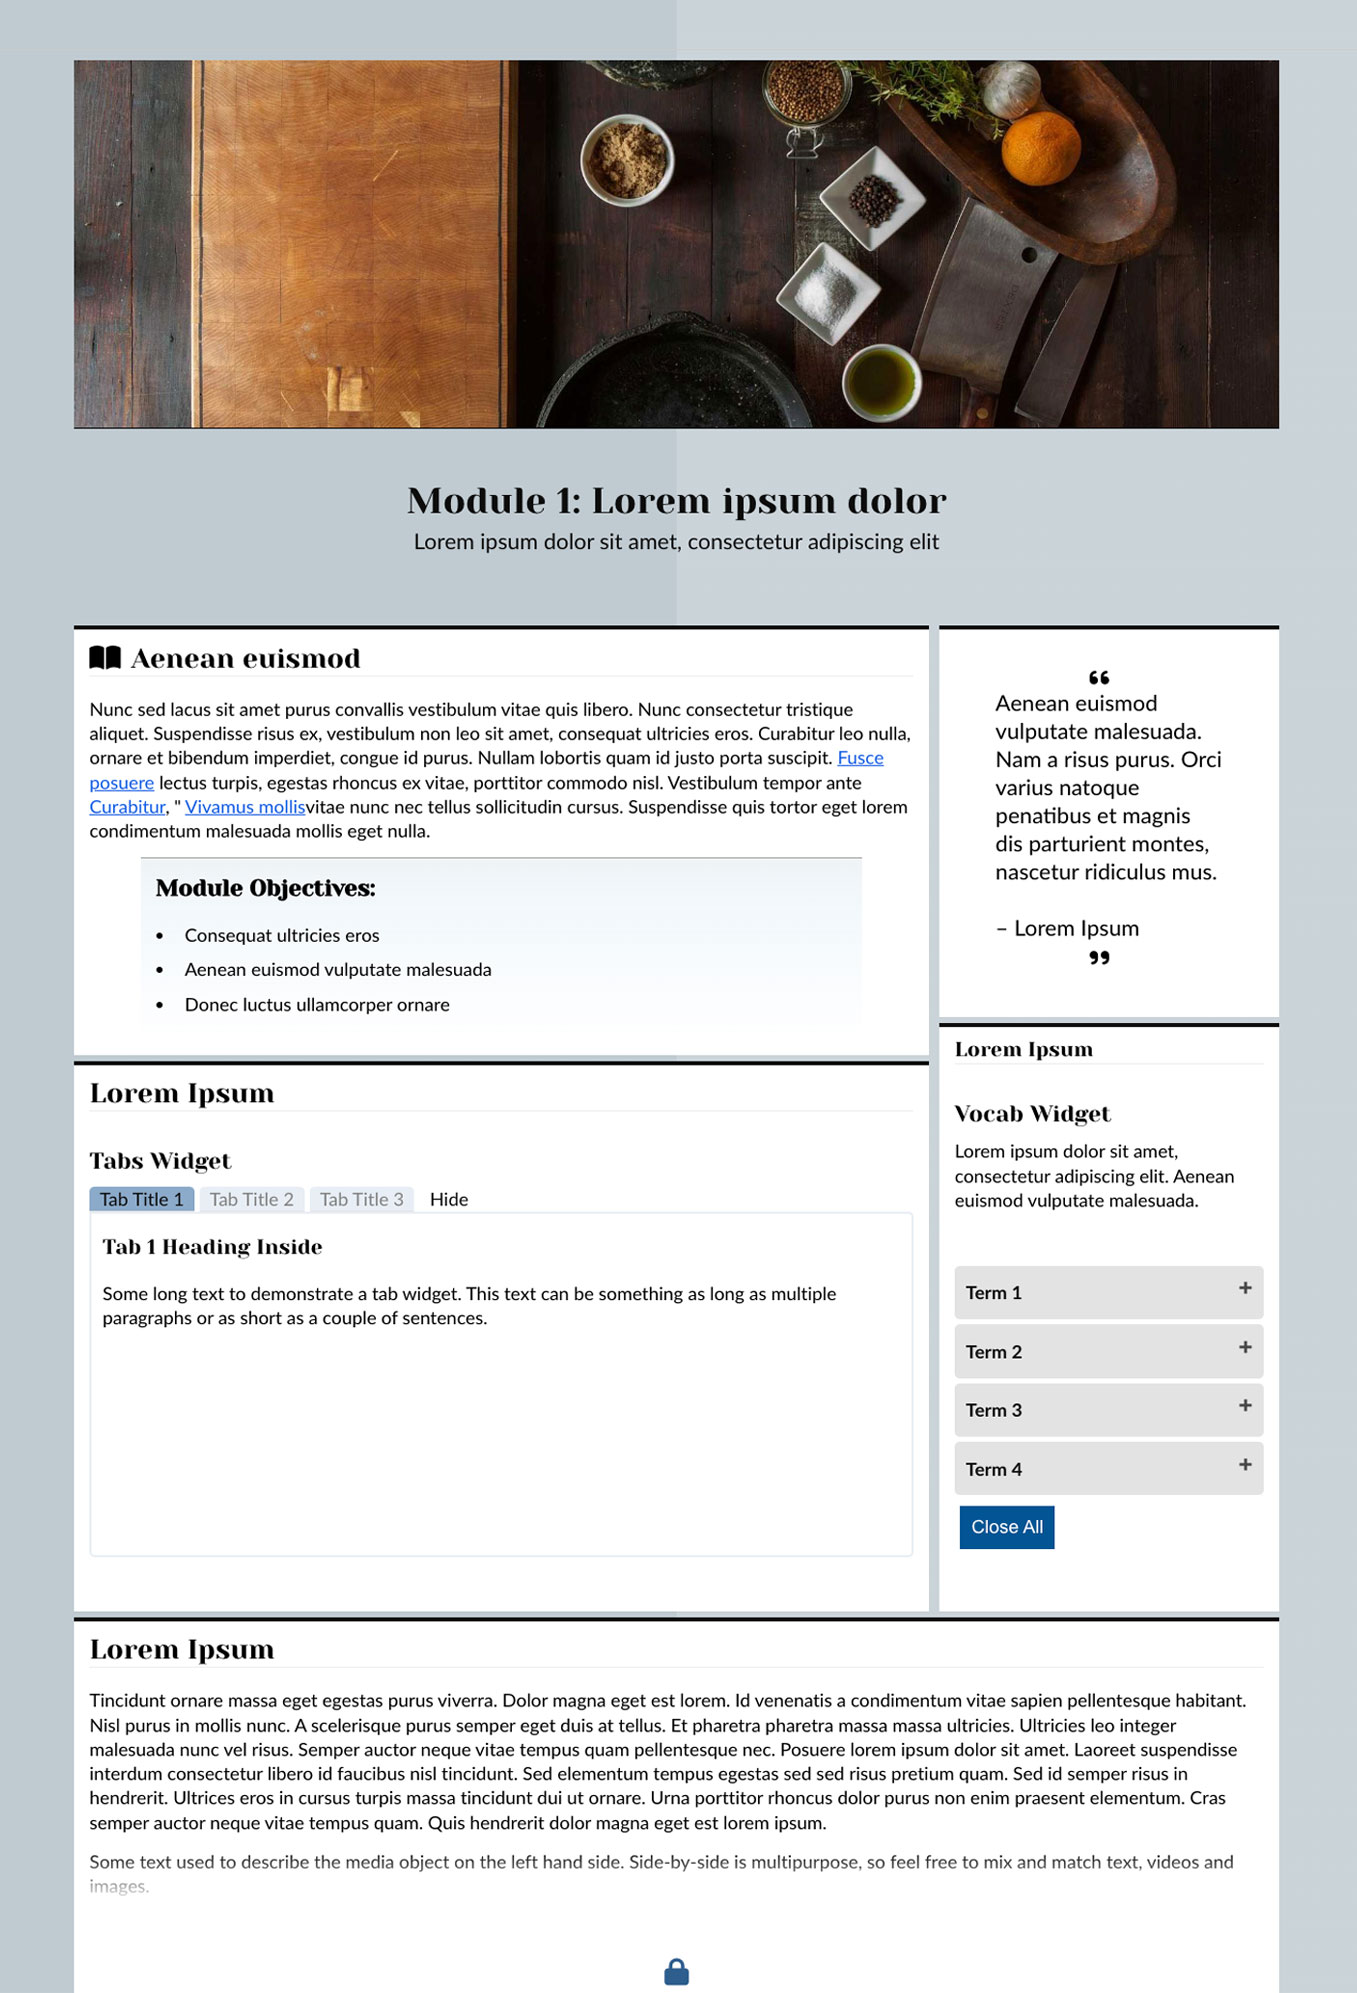 Module 1: Lorem ipsum dolor
Lorem ipsum dolor sit amet, consectetur adipiscing elit
Aenean euismod
Nunc sed lacus sit amet purus convallis vestibulum vitae quis libero. Nunc consectetur tristique
aliquet. Suspendisse risus ex, vestibulum non leo sit amet, consequat ultricies eros. Curabitur leo nulla,
ornare et bibendum imperdiet, congue id purus. Nullam lobortis quam id justo porta suscipit. Fusce
posuere lectus turpis, egestas rhoncus ex vitae, porttitor commodo nisl. Vestibulum tempor ante
Curabitur, " Vivamus mollisvitae nunc nec tellus sollicitudin cursus. Suspendisse quis tortor eget lorem
condimentum malesuada mollis eget nulla.
Module Objectives:
• Consequat ultricies eros
• Aenean euismod vulputate malesuada
• Donec luctus ullamcorper ornare
“
Aenean euismod
vulputate malesuada.
Nam a risus purus. Orci
varius natoque
penatibus et magnis
dis parturient montes,
nascetur ridiculus mus.
– Lorem Ipsum
”
Lorem Ipsum
Tabs Widget
Tab Title 1 Tab Title 2 Tab Title 3 Hide
Tab 1 Heading Inside
Some long text to demonstrate a tab widget. This text can be something as long as multiple
paragraphs or as short as a couple of sentences.
Lorem Ipsum
Vocab Widget
Lorem ipsum dolor sit amet,
consectetur adipiscing elit. Aenean
euismod vulputate malesuada.
Term 1 +
Term 2 +
Term 3 +
Term 4 +
Close All
Lorem Ipsum
Tincidunt ornare massa eget egestas purus viverra. Dolor magna eget est lorem. Id venenatis a condimentum vitae sapien pellentesque habitant.
Nisl purus in mollis nunc. A scelerisque purus semper eget duis at tellus. Et pharetra pharetra massa massa ultricies. Ultricies leo integer
malesuada nunc vel risus. Semper auctor neque vitae tempus quam pellentesque nec. Posuere lorem ipsum dolor sit amet. Laoreet suspendisse
interdum consectetur libero id faucibus nisl tincidunt. Sed elementum tempus egestas sed sed risus pretium quam. Sed id semper risus in
hendrerit. Ultrices eros in cursus turpis massa tincidunt dui ut ornare. Urna porttitor rhoncus dolor purus non enim praesent elementum. Cras
semper auctor neque vitae tempus quam. Quis hendrerit dolor magna eget est lorem ipsum.
Some text used to describe the media object on the left hand side. Side-by-side is multipurpose, so feel free to mix and match text, videos and
images.